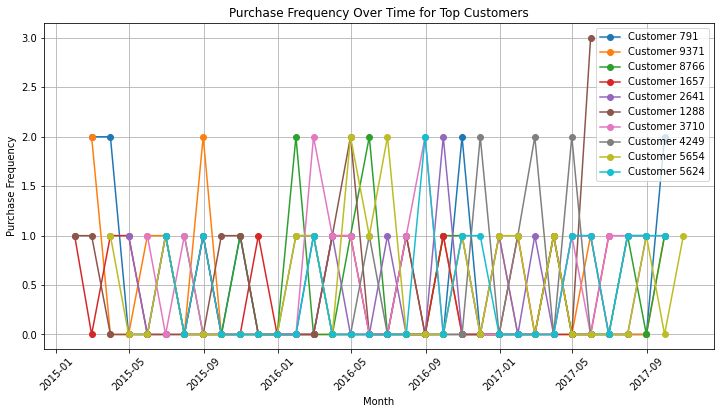 Purchase Frequency Over Time for Top Customers
Purchase Frequency
3.0
2.5
2.0
1.5
1.0
0.5
0.0
Customer 791
Customer 9371
Customer 8766
Customer 1657
Customer 2641
Customer 1288
Customer 3710
Customer 4249
Customer 5654
Customer 5624
2015-01
2015-05
2015-09
2016-01
2016-05
2016-09
2017-01
2017-05
2017-09
Month